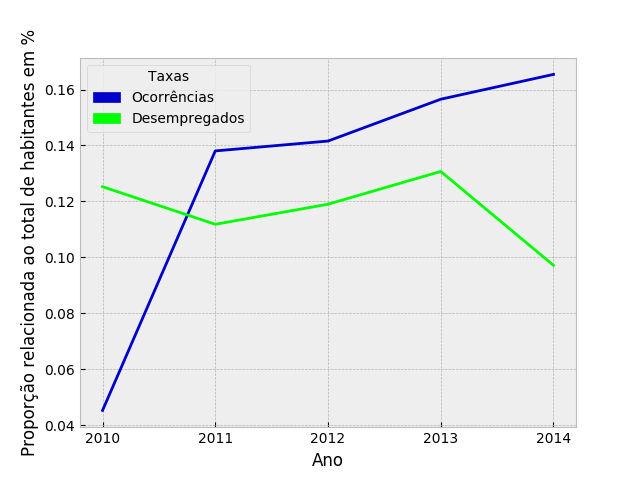 Proporção relacionada ao total de habitantes em %
Taxas
Ocorrências
Desempregados
0.16
0.14
0.12
0.10
0.08
0.06
0.04
2010 2011 2012 2013 2014
Ano